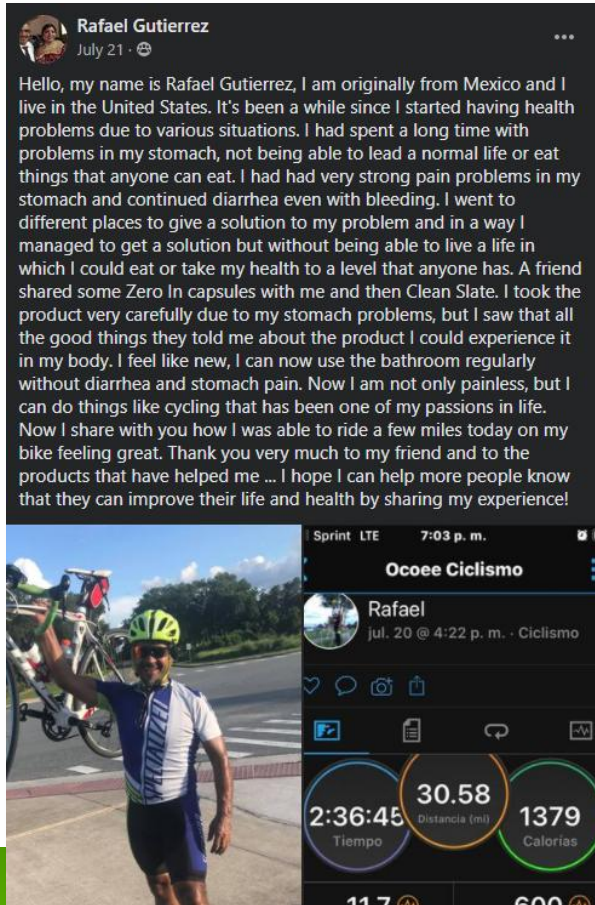 Rafael Gutierrez
July 21 ·
Hello, my name is Rafael Gutierrez, I am originally from Mexico and I
live in the United States. It's been a while since I started having health
problems due to various situations. I had spent a long time with
problems in my stomach, not being able to lead a normal life or eat
things that anyone can eat. I had had very strong pain problems in my
stomach and continued diarrhea even with bleeding. I went to
different places to give a solution to my problem and in a way I
managed to get a solution but without being able to live a life in
which I could eat or take my health to a level that anyone has. A friend
shared some Zero In capsules with me and then Clean Slate. I took the
product very carefully due to my stomach problems, but I saw that all
the good things they told me about the product I could experience it
in my body. I feel like new, I can now use the bathroom regularly
without diarrhea and stomach pain. Now I am not only painless, but I
can do things like cycling that has been one of my passions in life.
Now I share with you how I was able to ride a few miles today on my
bike feeling great. Thank you very much to my friend and to the
products that have helped me ... I hope I can help more people know
that they can improve their life and health by sharing my experience!
SPECIALIZED
Sprint LTE 7:03 p. m.
Ocoee Ciclismo
Rafael
jul. 20 @ 4:22 p. m. · Ciclismo
2:36:45
Tiempo
30.58
Distancia (mi)
1379
Calorías
11.7
600